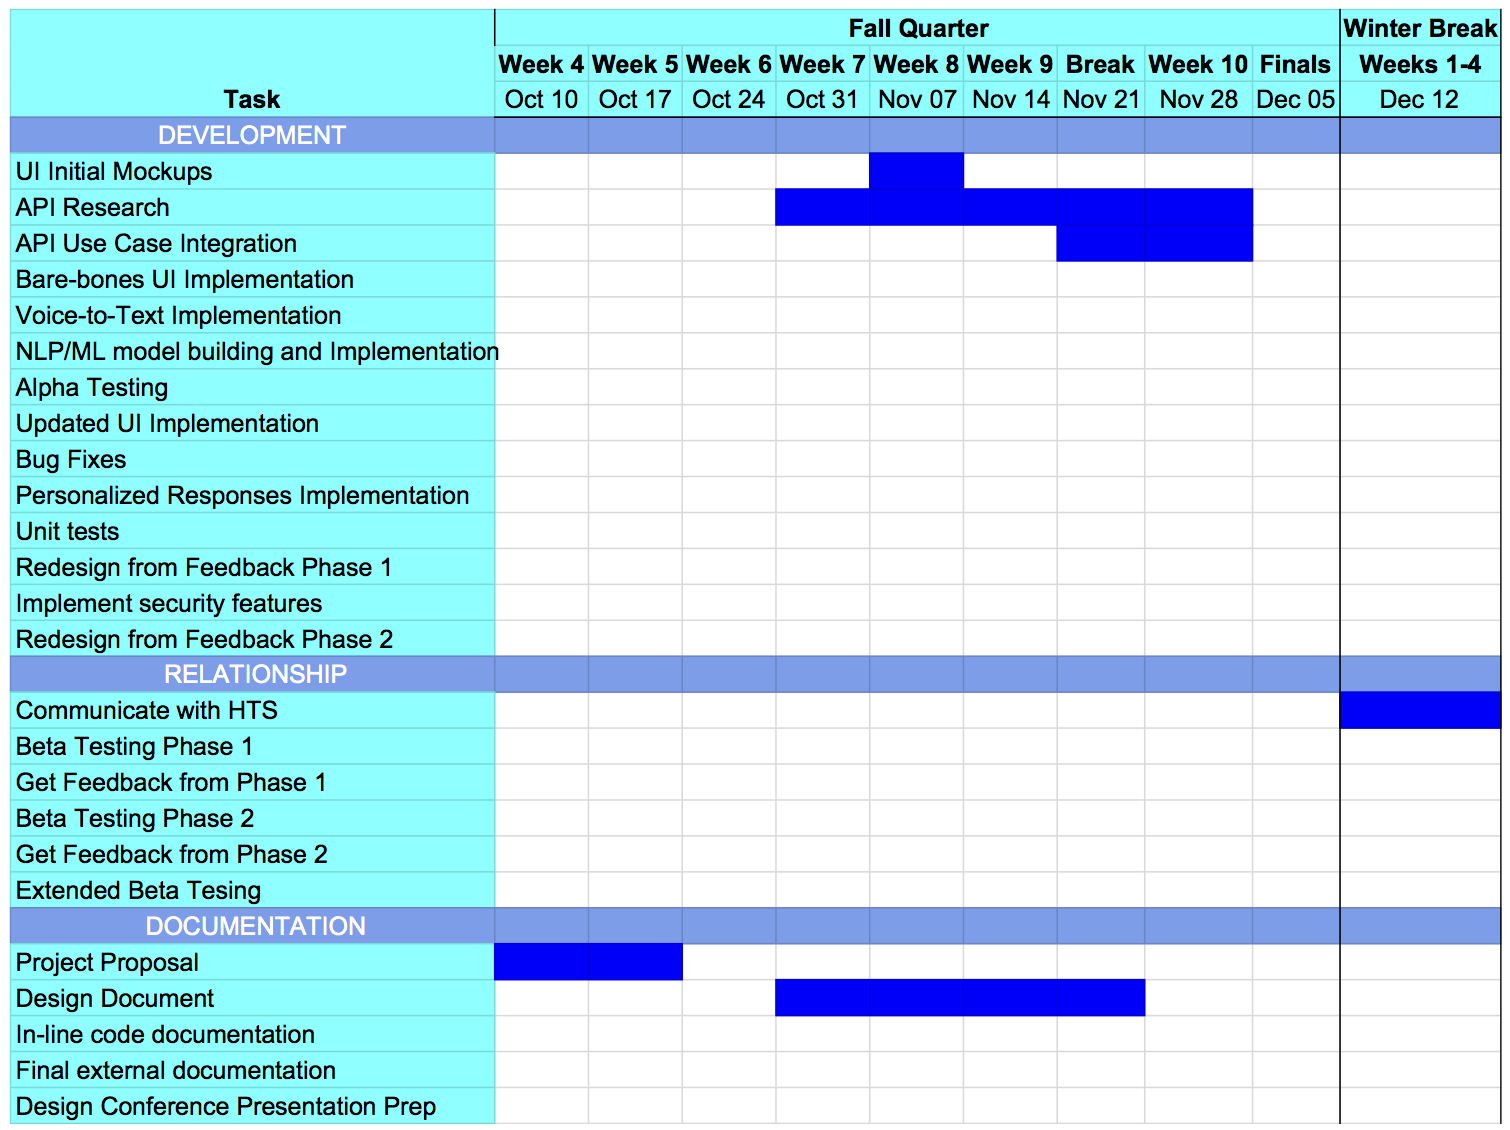 Fall Quarter Winter Break
Week 4 Week 5 Week 6 Week 7 Week 8 Week 9 Break Week 10 Finals Weeks 1-4
Task Oct 10 Oct 17 Oct 24 Oct 31 Nov 07 Nov 14 Nov 21 Nov 28 Dec 05 Dec 12
DEVELOPMENT
UI Initial Mockups
API Research
API Use Case Integration
Bare-bones UI Implementation
Voice-to-Text Implementation
NLP/ML model building and Implementation
Alpha Testing
Updated UI Implementation
Bug Fixes
Personalized Responses Implementation
Unit tests
Redesign from Feedback Phase 1
Implement security features
Redesign from Feedback Phase 2
RELATIONSHIP
Communicate with HTS
Beta Testing Phase 1
Get Feedback from Phase 1
Beta Testing Phase 2
Get Feedback from Phase 2
Extended Beta Tesing
DOCUMENTATION
Project Proposal
Design Document
In-line code documentation
Final external documentation
Design Conference Presentation Prep